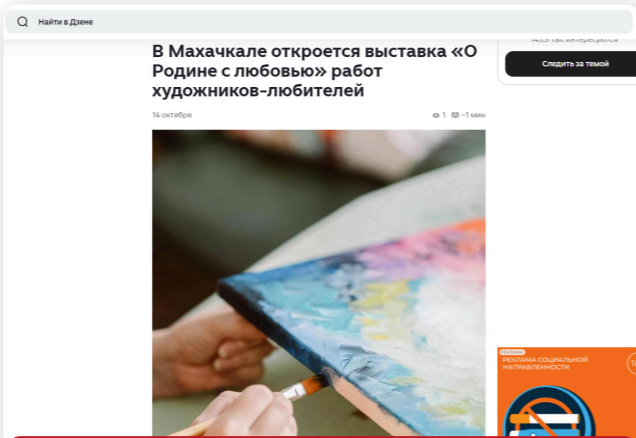 Найти в Дзене
В Махачкале откроется выставка «О
Родине с любовью» работ
художников-любителей
14 октября
1
~1 мин
Следить за темой
РЕКЛАМА
РЕКЛАМА СОЦИАЛЬНОЙ
НАПРАВЛЕННОСТИ